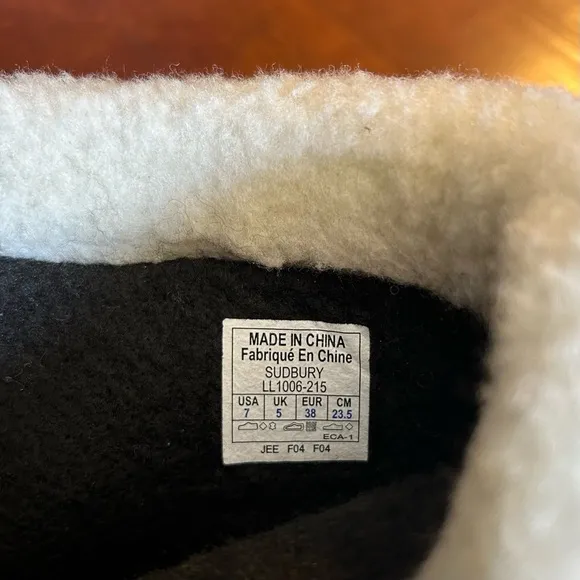 MADE IN CHINA
Fabriqué En Chine
SUDBURY
LL1006-215
USA UK EUR CM
7 5 38 23.5
ECA-1
JEE F04 F04